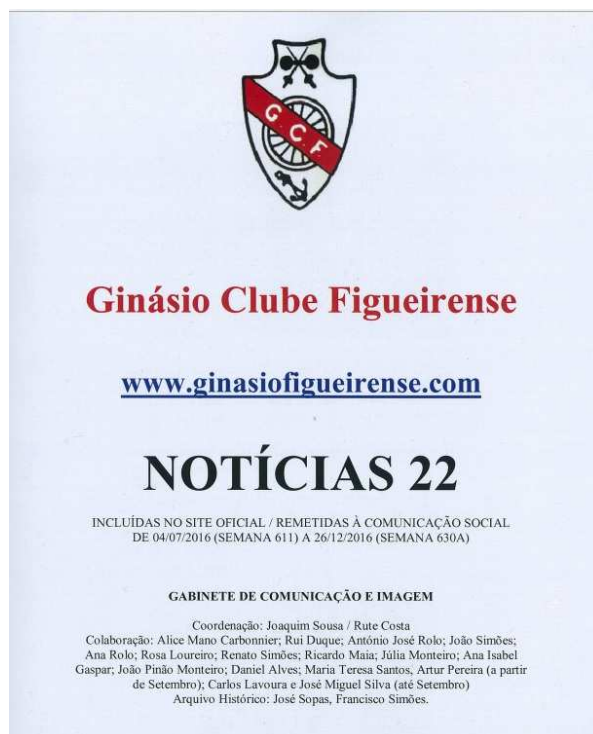 G. C. F.
Ginásio Clube Figueirense
www.ginasiofigueirense.com
NOTÍCIAS 22
INCLUÍDAS NO SITE OFICIAL / REMETIDAS À COMUNICAÇÃO SOCIAL
DE 04/07/2016 (SEMANA 611) A 26/12/2016 (SEMANA 630A)
GABINETE DE COMUNICAÇÃO E IMAGEM
Coordenação: Joaquim Sousa / Rute Costa
Colaboração: Alice Mano Carbonnier; Rui Duque; António José Rolo; João Simões;
Ana Rolo; Rosa Loureiro; Renato Simões; Ricardo Maia; Júlia Monteiro; Ana Isabel
Gaspar; João Pinão Monteiro; Daniel Alves; Maria Teresa Santos, Artur Pereira (a partir
de Setembro); Carlos Lavoura e José Miguel Silva (até Setembro)
Arquivo Histórico: José Sopas, Francisco Simões.